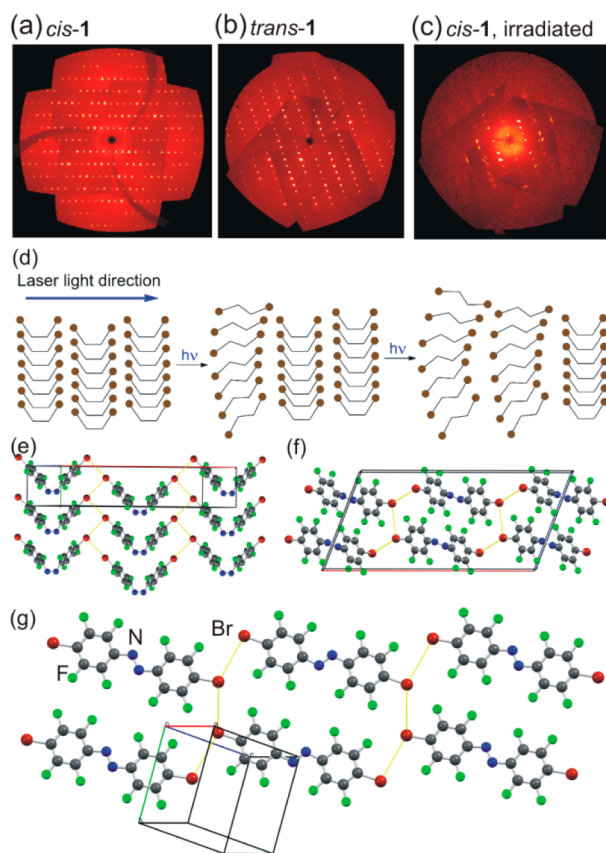 (a) cis-1 (b) trans-1 (c) cis-1, irradiated
(d)
Laser light direction
hν hν
(e) (f)
(g)
N Br
F